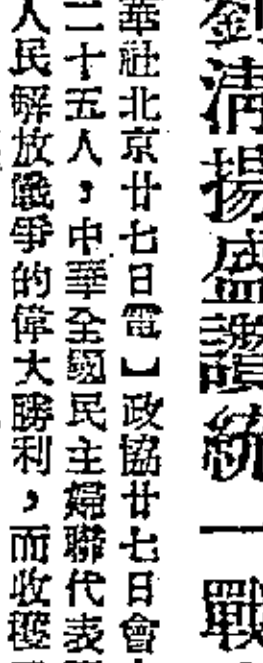 劉清揚盛讚統一戰
華社北京廿七日電】政協廿七日會
二十五人，中華全國民主婦聯代表
人民解放戰爭的偉大勝利，而收穫